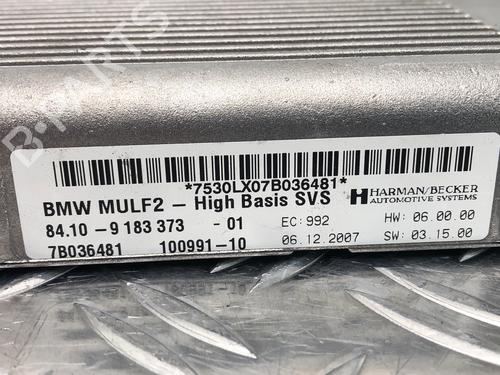 B-PARTS
*7530LX07B036481*
BMW MULF2 – High Basis SVS
HARMAN/BECKER
AUTOMOTIVE SYSTEMS
84.10 – 9 183 373 - 01
EC: 992
HW: 06.00.00
7B036481 100991-10
06.12.2007
SW: 03.15.00